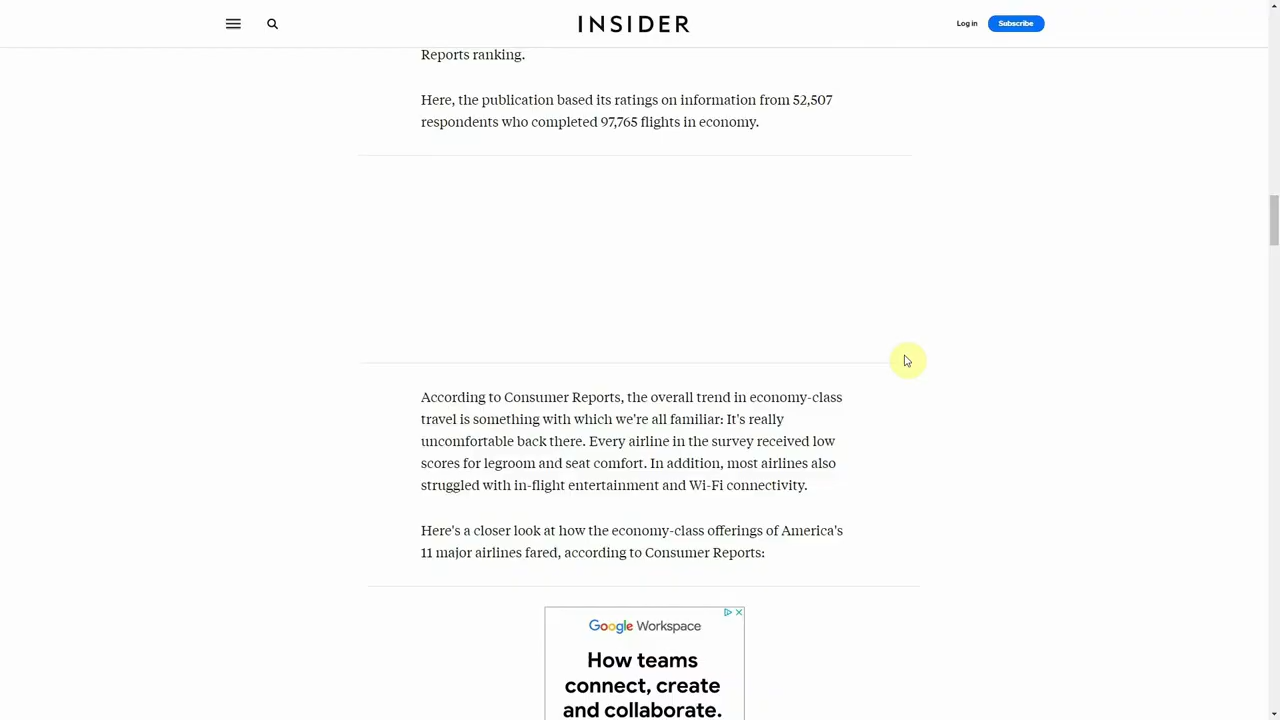 INSIDER
Log in
Subscribe
Reports ranking.
Here, the publication based its ratings on information from 52,507
respondents who completed 97,765 flights in economy.
According to Consumer Reports, the overall trend in economy-class
travel is something with which we're all familiar: It's really
uncomfortable back there. Every airline in the survey received low
scores for legroom and seat comfort. In addition, most airlines also
struggled with in-flight entertainment and Wi-Fi connectivity.
Here's a closer look at how the economy-class offerings of America's
11 major airlines fared, according to Consumer Reports:
Google Workspace
How teams
connect, create
and collaborate.